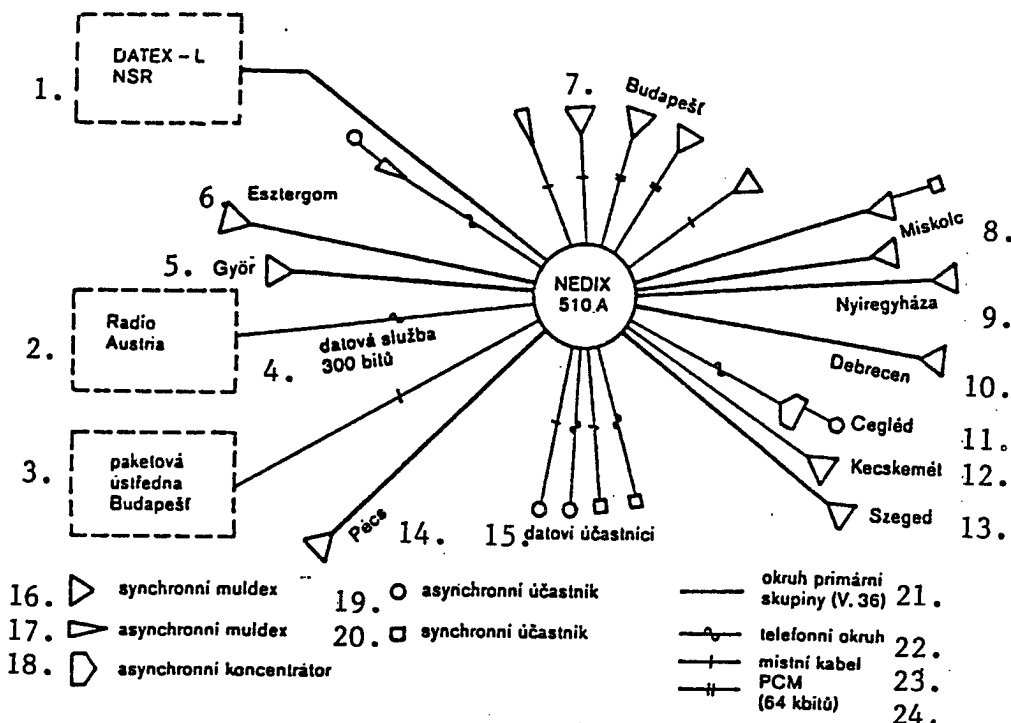 DATEX – L
NSR
1.
7.
Budapešť
6. Esztergom
Miskolc
8.
5. Györ
NEDIX
510 A
Nyiregyháza
9.
Radio
Austria
2.
datová služba
300 bitů
4.
Debrecen
10.
Cegléd
11.
paketová
ústředna
Budapešť
3.
Kecskemét
12.
Pécs
14.
15. datoví účastníci
Szeged
13.
16. synchronní muldex
17. asynchronní muldex
18. asynchronní koncentrátor
19. asynchronní účastník
20. synchronní účastník
okruh primární
skupiny (V. 36) 21.
telefonní okruh
22.
místní kabel
23.
PCM
(64 kbitů)
24.